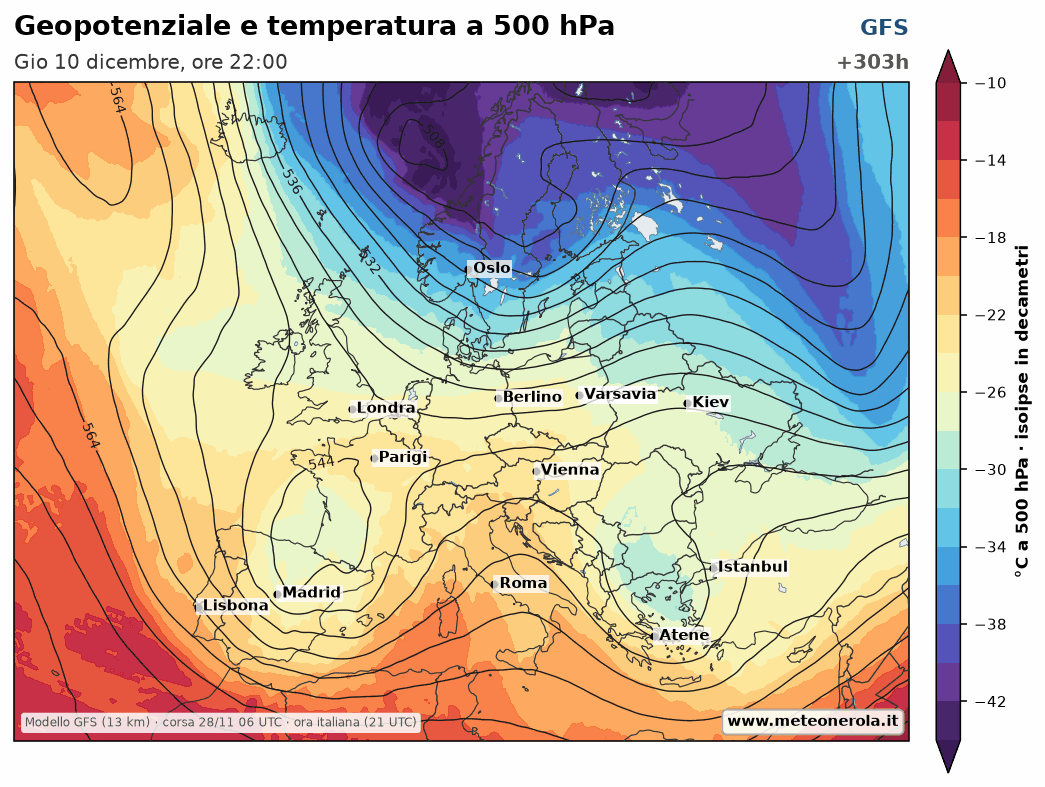 Geopotenziale e temperatura a 500 hPa
GFS
Gio 10 dicembre, ore 22:00
+303h
564
508
536
532
Oslo
Londra
Berlino
Varsavia
Kiev
564
544
Parigi
Vienna
Lisbona
Madrid
Roma
Istanbul
Atene
Modello GFS (13 km) · corsa 28/11 06 UTC · ora italiana (21 UTC)
www.meteonerola.it
−10
−14
−18
−22
−26
−30
−34
−38
−42
°C a 500 hPa · isoipse in decametri